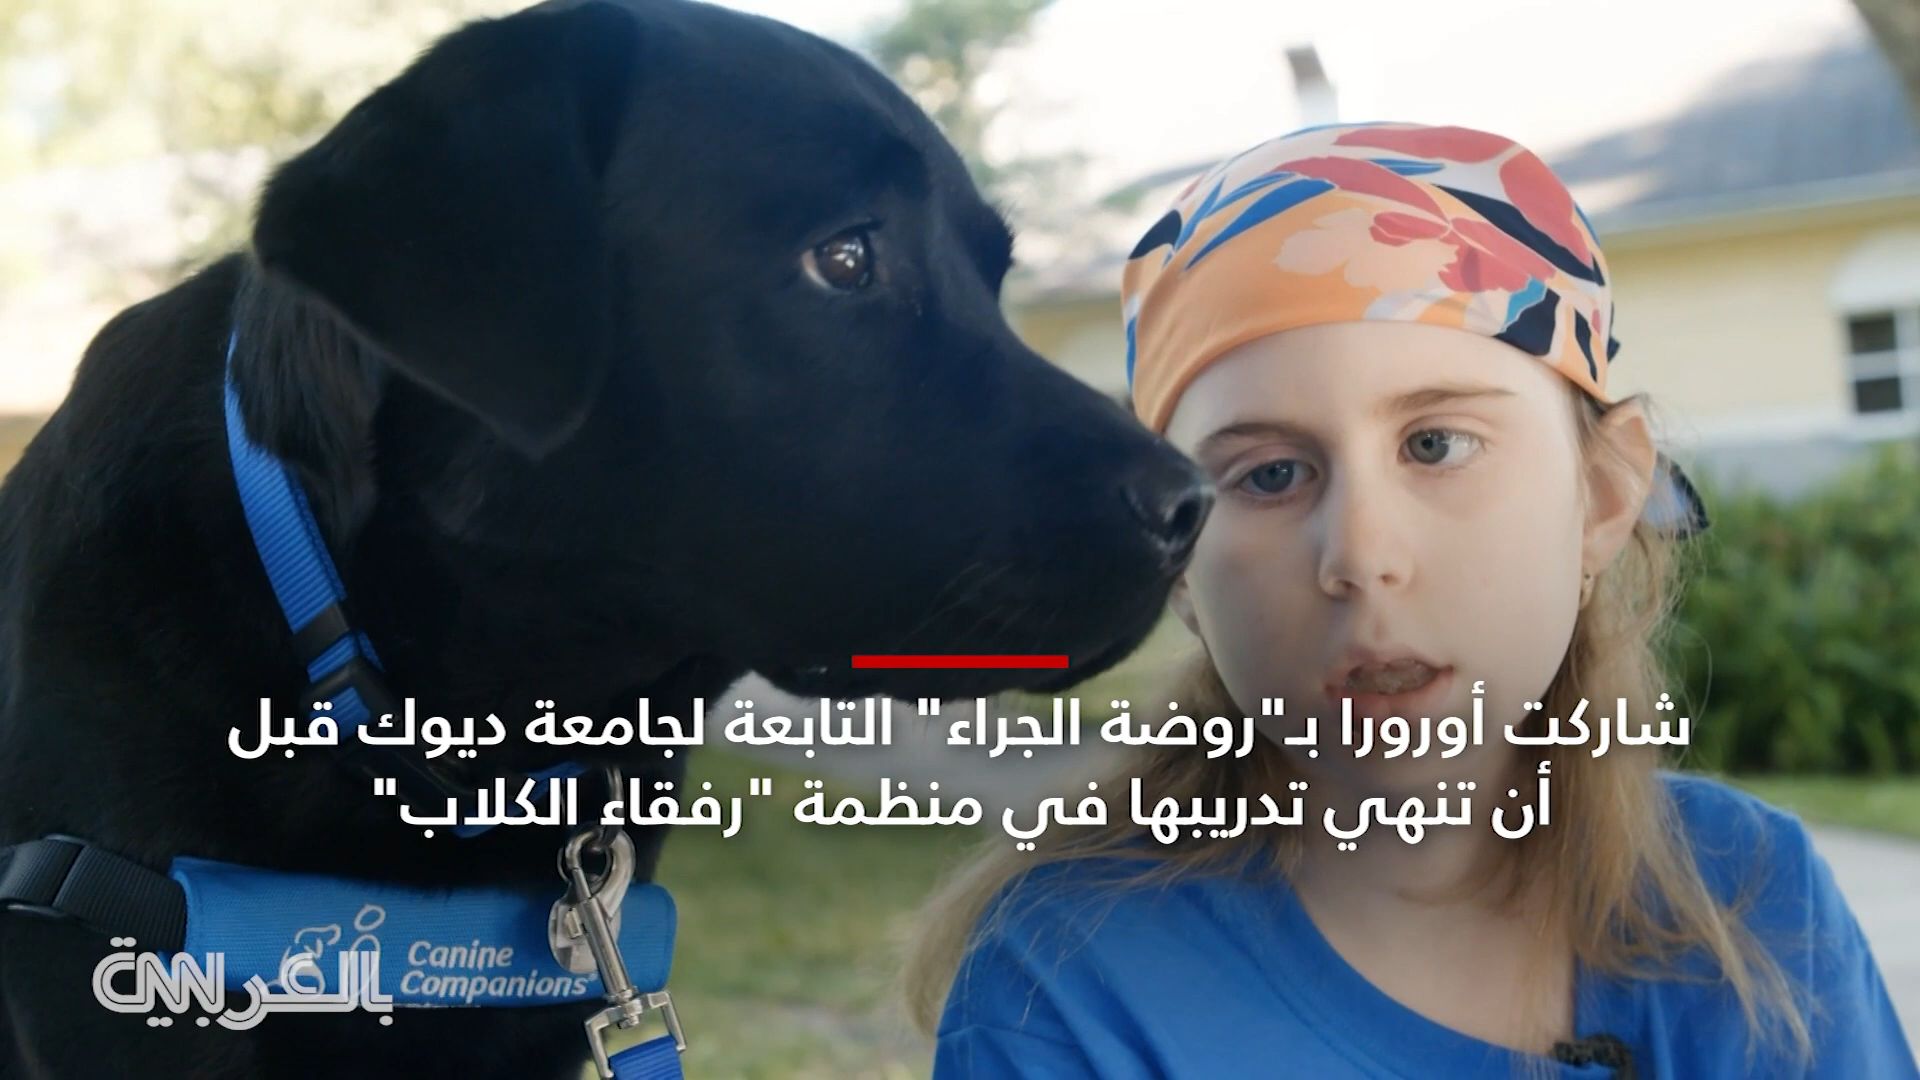 شاركت أورورا بـ"روضة الجراء" التابعة لجامعة ديوك قبل
أن تنهي تدريبها في منظمة "رفقاء الكلاب"
Canine
Companions®
CNN بالعربية